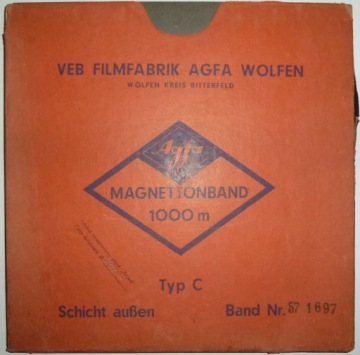 VEB FILMFABRIK AGFA WOLFEN
WOLFEN KREIS BITTERFELD
Agfa
MAGNETTONBAND
1000 m
Typ C
Schicht außen
Band Nr. 57 1697